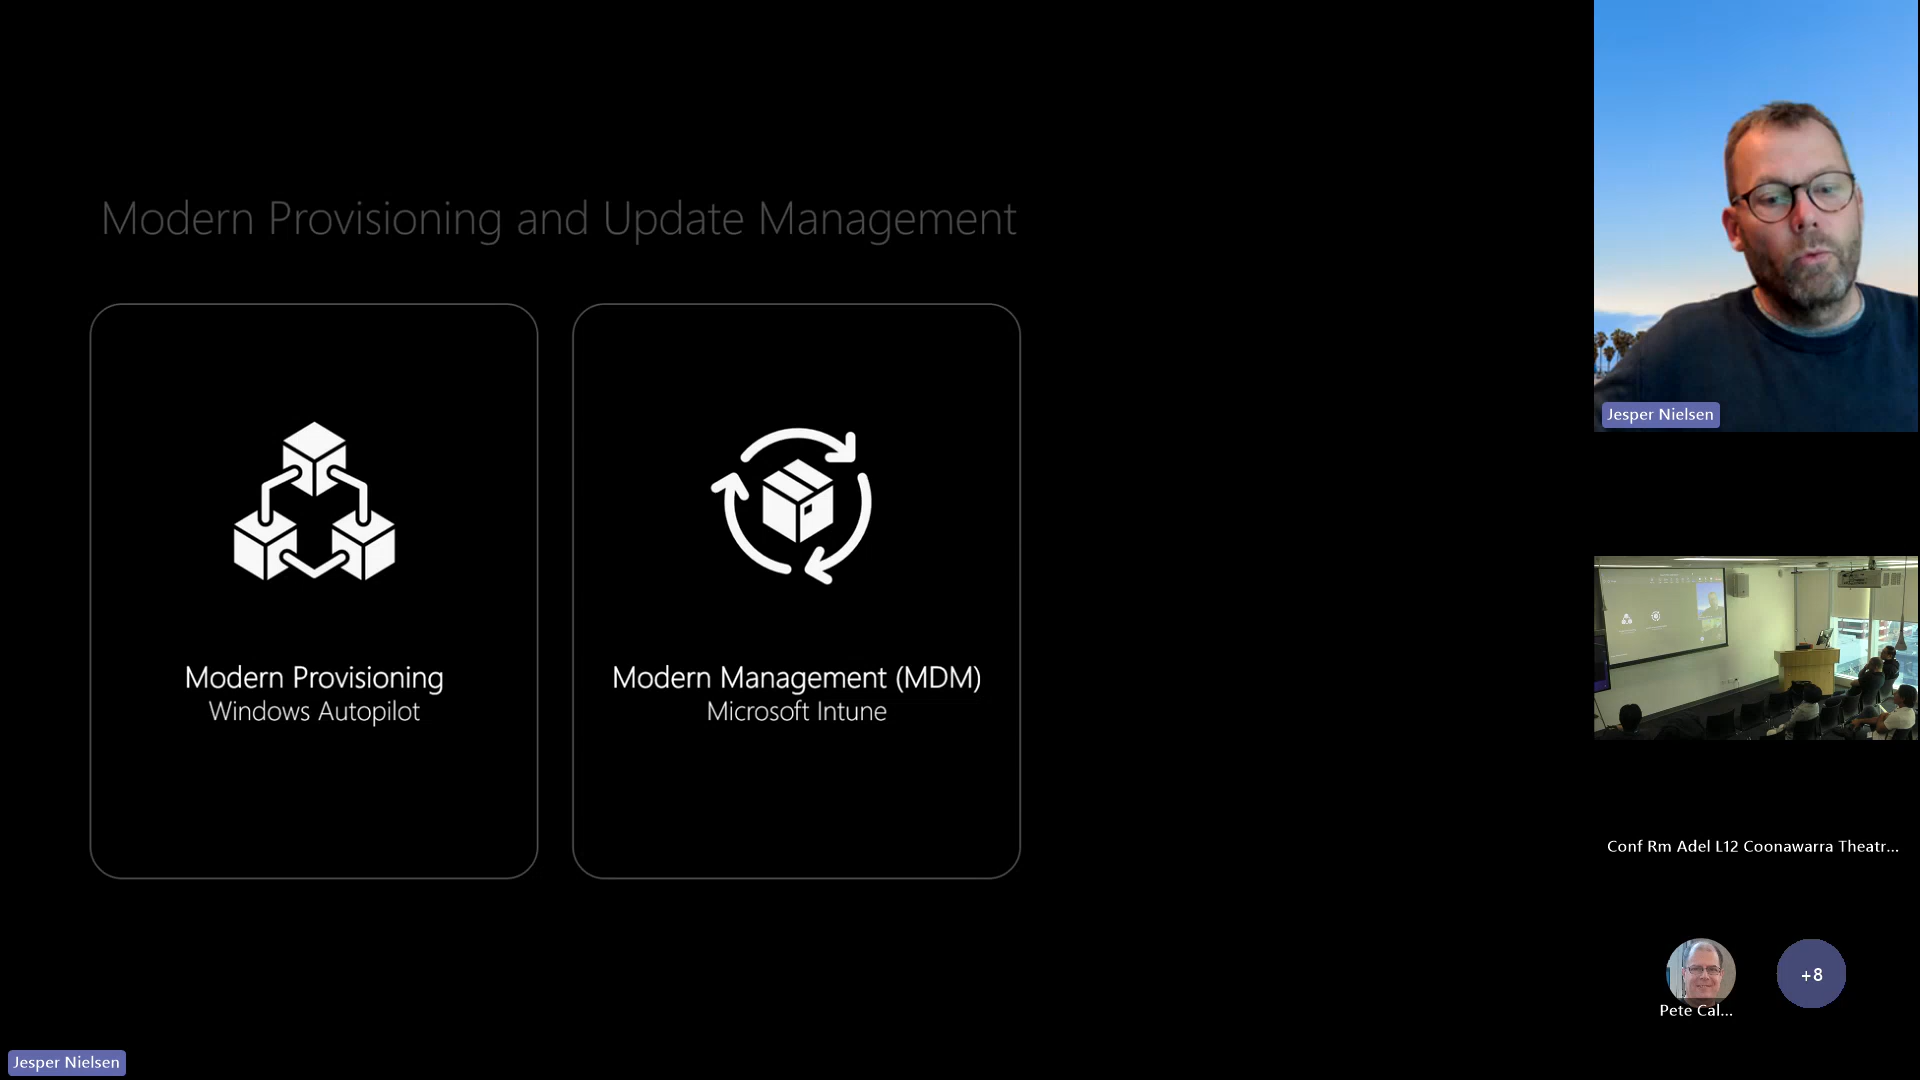 Modern Provisioning and Update Management
Modern Provisioning
Windows Autopilot
Modern Management (MDM)
Microsoft Intune
Jesper Nielsen
Conf Rm Adel L12 Coonawarra Theatr...
Pete Cal...
+8
Jesper Nielsen